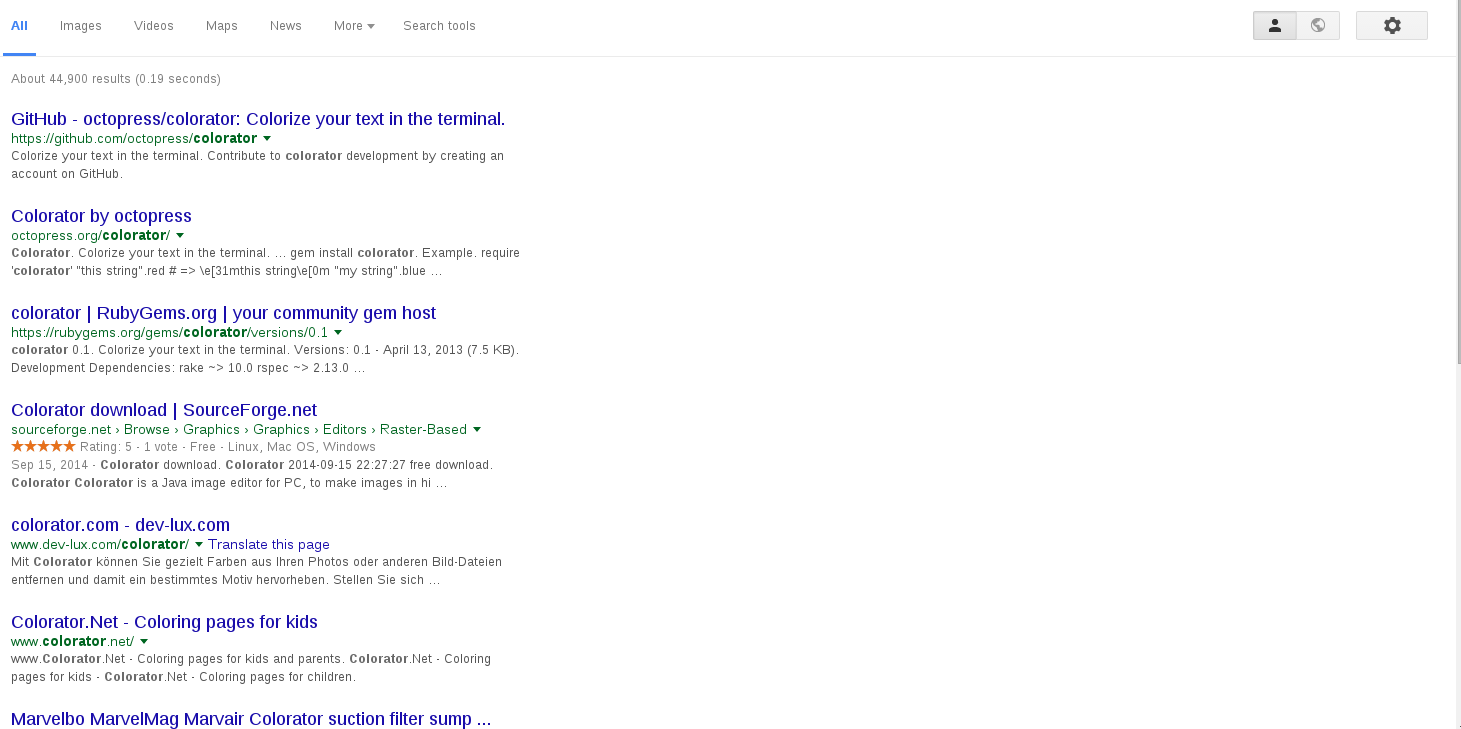 All Images Videos Maps News More Search tools
About 44,900 results (0.19 seconds)
GitHub - octopress/colorator: Colorize your text in the terminal.
https://github.com/octopress/colorator
Colorize your text in the terminal. Contribute to colorator development by creating an
account on GitHub.
Colorator by octopress
octopress.org/colorator/
Colorator. Colorize your text in the terminal. ... gem install colorator. Example. require
'colorator' "this string".red # => \e[31mthis string\e[0m "my string".blue ...
colorator | RubyGems.org | your community gem host
https://rubygems.org/gems/colorator/versions/0.1
colorator 0.1. Colorize your text in the terminal. Versions: 0.1 - April 13, 2013 (7.5 KB).
Development Dependencies: rake ~> 10.0 rspec ~> 2.13.0 ...
Colorator download | SourceForge.net
sourceforge.net › Browse › Graphics › Graphics › Editors › Raster-Based
Rating: 5 - 1 vote - Free - Linux, Mac OS, Windows
Sep 15, 2014 - Colorator download. Colorator 2014-09-15 22:27:27 free download.
Colorator Colorator is a Java image editor for PC, to make images in hi ...
colorator.com - dev-lux.com
www.dev-lux.com/colorator/ Translate this page
Mit Colorator können Sie gezielt Farben aus Ihren Photos oder anderen Bild-Dateien
entfernen und damit ein bestimmtes Motiv hervorheben. Stellen Sie sich ...
Colorator.Net - Coloring pages for kids
www.colorator.net/
www.Colorator.Net - Coloring pages for kids and parents. Colorator.Net - Coloring
pages for kids - Colorator.Net - Coloring pages for children.
Marvelbo MarvelMag Marvair Colorator suction filter sump ...